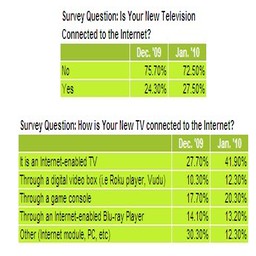 Survey Question: Is Your New Television
Connected to the Internet?
Dec. '09 Jan. '10
No 75.70% 72.50%
Yes 24.30% 27.50%
Survey Question: How is Your New TV connected to the Internet?
Dec. '09 Jan. '10
It is an Internet-enabled TV 27.70% 41.90%
Through a digital video box (i.e Roku player, Vudu) 10.30% 12.30%
Through a game console 17.70% 20.30%
Through an Internet-enabled Blu-ray Player 14.10% 13.20%
Other (Internet module, PC, etc) 30.30% 12.30%